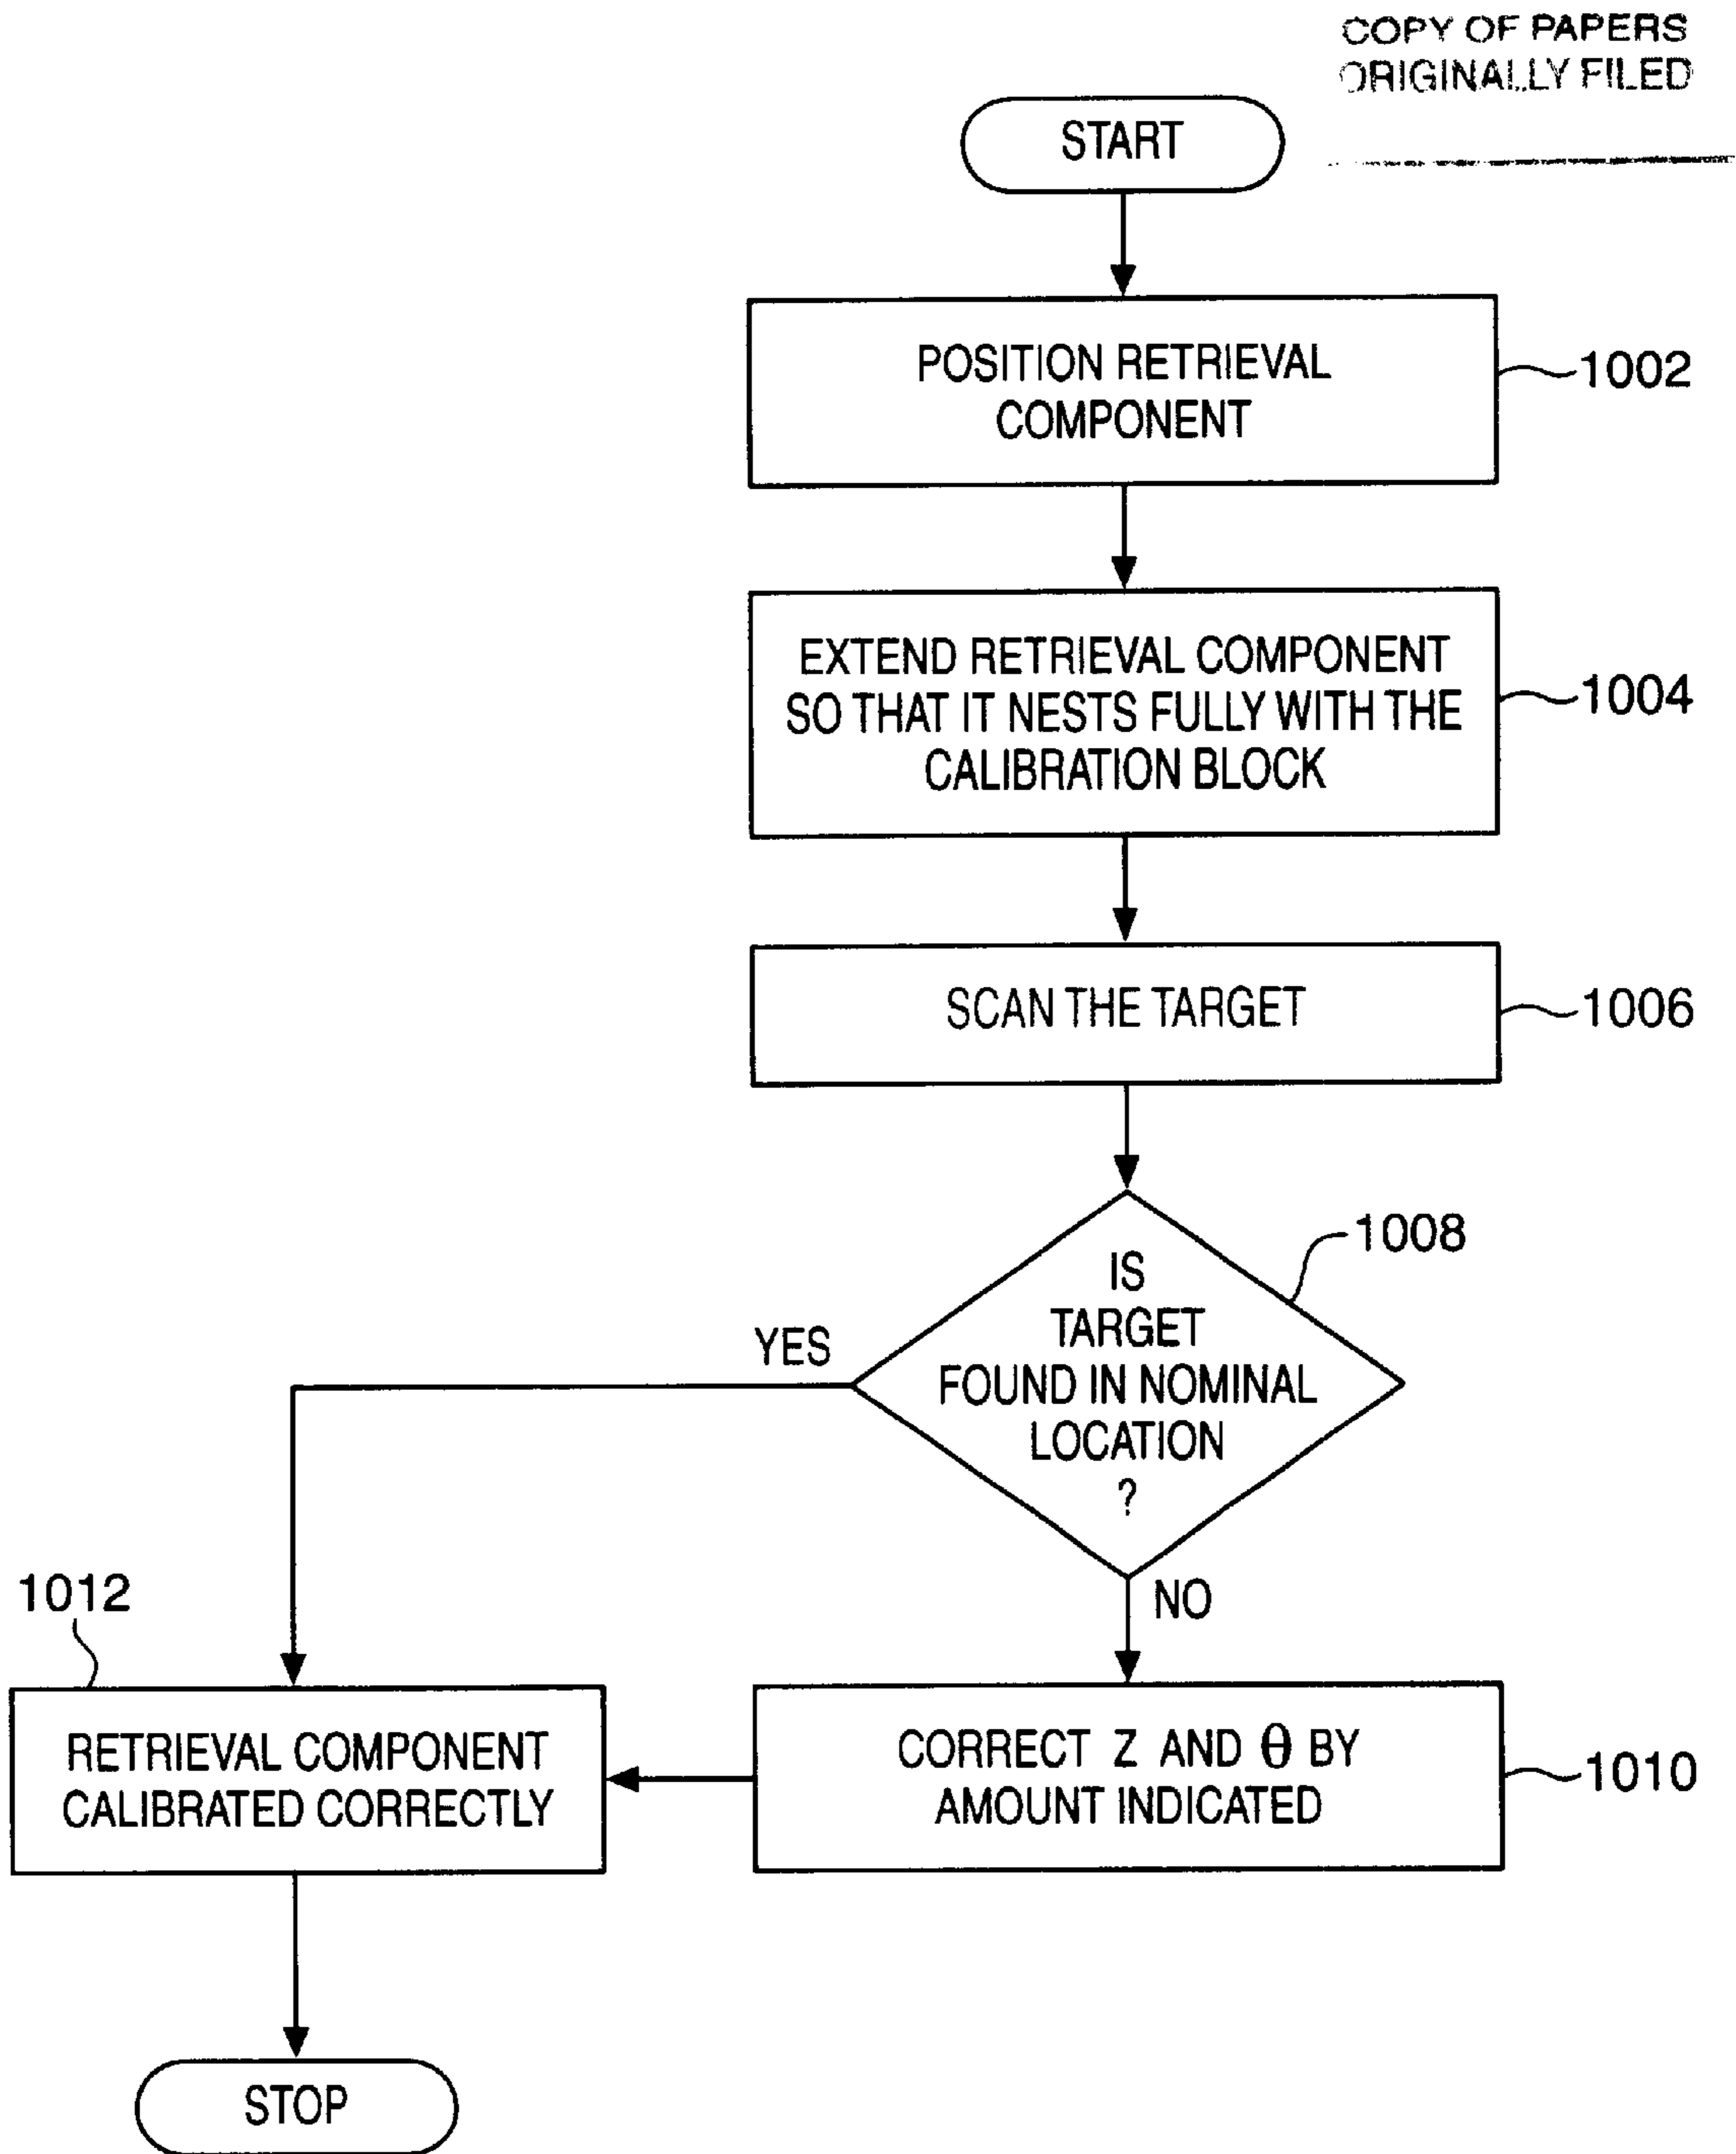 COPY OF PAPERS
ORIGINALLY FILED
START
POSITION RETRIEVAL
COMPONENT
1002
EXTEND RETRIEVAL COMPONENT
SO THAT IT NESTS FULLY WITH THE
CALIBRATION BLOCK
1004
SCAN THE TARGET
1006
IS
TARGET
FOUND IN NOMINAL
LOCATION
?
1008
YES
NO
1012
RETRIEVAL COMPONENT
CALIBRATED CORRECTLY
CORRECT Z AND θ BY
AMOUNT INDICATED
1010
STOP